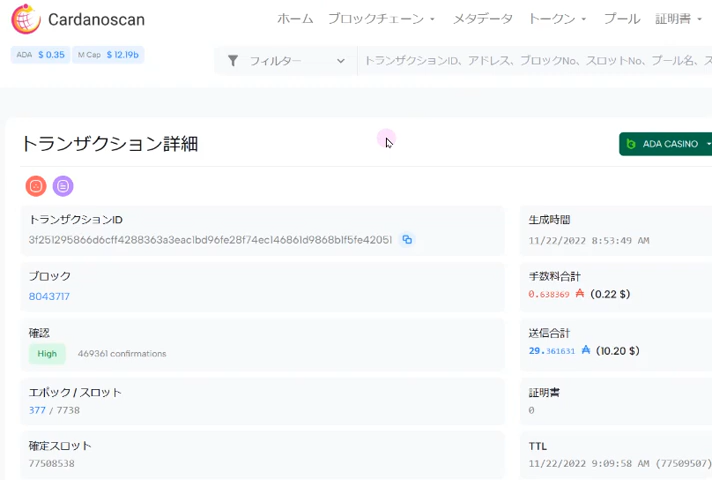 Cardanoscan
ホーム ブロックチェーン メタデータ トークン プール 証明書
ADA $ 0.35 M Cap $ 12.19b
フィルター トランザクションID、アドレス、ブロックNo、スロットNo、プール名、ス
トランザクション詳細
ADA CASINO
トランザクションID
3f251295866d6cff4288363a3eac1bd96fe28f74ec146861d9868b1f5fe42051
生成時間
11/22/2022 8:53:49 AM
ブロック
8043717
手数料合計
0.638369 ₳ (0.22 $)
確認
High 469361 confirmations
送信合計
29.361631 ₳ (10.20 $)
エポック / スロット
377 / 7738
証明書
0
確定スロット
77508538
TTL
11/22/2022 9:09:58 AM (77509507)